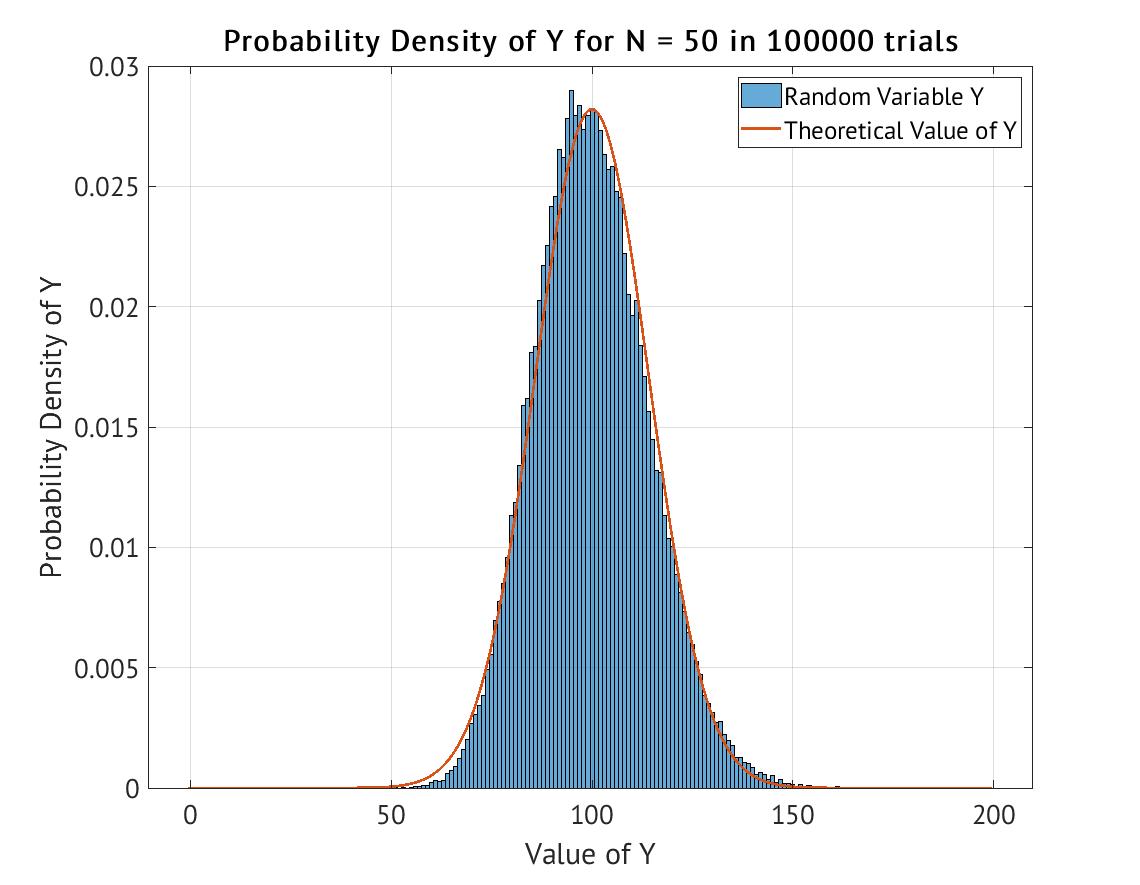 Probability Density of Y for N = 50 in 100000 trials
Random Variable Y
Theoretical Value of Y
Probability Density of Y
0.03
0.025
0.02
0.015
0.01
0.005
0
0
50
100
150
200
Value of Y